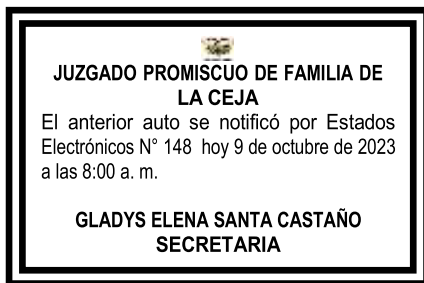 JUZGADO PROMISCUO DE FAMILIA DE
LA CEJA
El anterior auto se notificó por Estados
Electrónicos N° 148 hoy 9 de octubre de 2023
a las 8:00 a. m.
GLADYS ELENA SANTA CASTAÑO
SECRETARIA